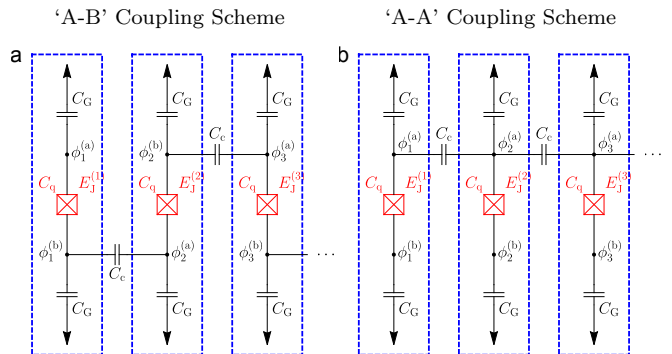 ‘A-B’ Coupling Scheme
‘A-A’ Coupling Scheme
a
b
C_G C_G C_G C_G C_G C_G
C_c C_c C_c
ϕ_1^(a) ϕ_2^(b) ϕ_3^(a) ϕ_1^(a) ϕ_2^(a) ϕ_3^(a) ···
C_q E_J^(1) C_q E_J^(2) C_q E_J^(3) C_q E_J^(1) C_q E_J^(2) C_q E_J^(3)
ϕ_1^(b) ϕ_2^(a) ϕ_3^(b) ··· ϕ_1^(b) ϕ_2^(b) ϕ_3^(b)
C_c
C_G C_G C_G C_G C_G C_G